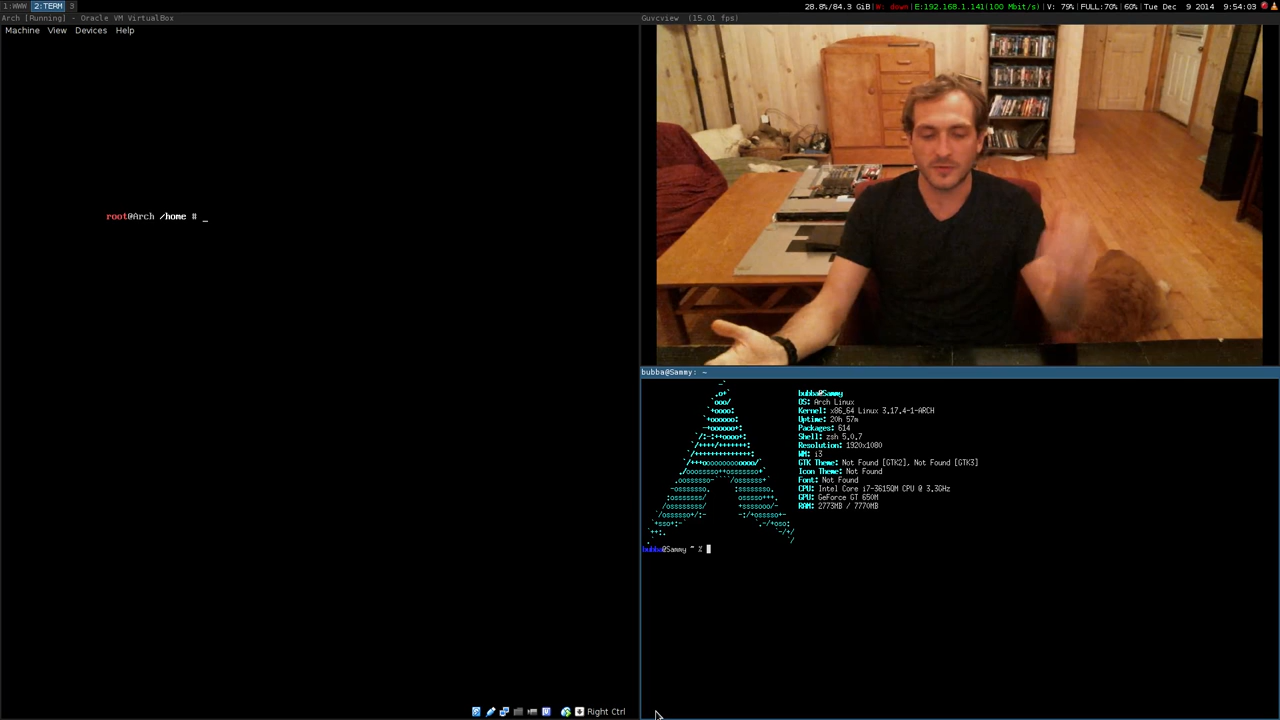 1:WWW 2:TERM 3
28.8%/84.3 GiB|W: down|E:192.168.1.141(100 Mbit/s)|V: 79%|FULL:70%|60%|Tue Dec  9 2014  9:54:03
Arch [Running] - Oracle VM VirtualBox
Guvcview  (15.01 fps)
Machine View Devices Help
root@Arch /home # _
bubba@Sammy: ~
bubba@Sammy
OS: Arch Linux
Kernel: x86_64 Linux 3.17.4-1-ARCH
Uptime: 20h 57m
Packages: 614
Shell: zsh 5.0.7
Resolution: 1920x1080
WM: i3
GTK Theme: Not Found [GTK2], Not Found [GTK3]
Icon Theme: Not Found
Font: Not Found
CPU: Intel Core i7-3615QM CPU @ 3.3GHz
GPU: GeForce GT 650M
RAM: 2773MB / 7770MB
bubba@Sammy ~ %
Right Ctrl